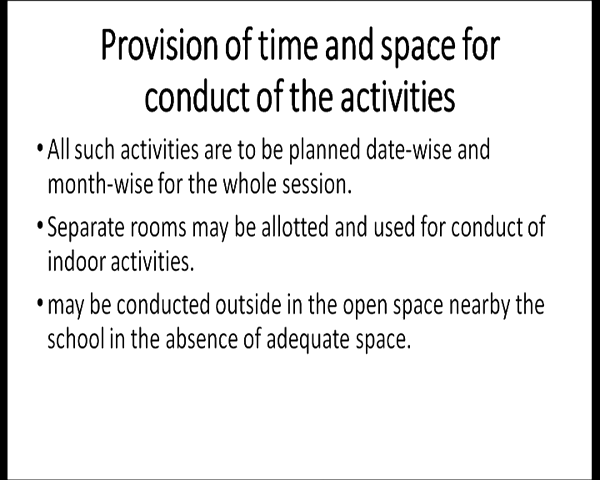 Provision of time and space for
conduct of the activities
•All such activities are to be planned date-wise and
month-wise for the whole session.
•Separate rooms may be allotted and used for conduct of
indoor activities.
•may be conducted outside in the open space nearby the
school in the absence of adequate space.